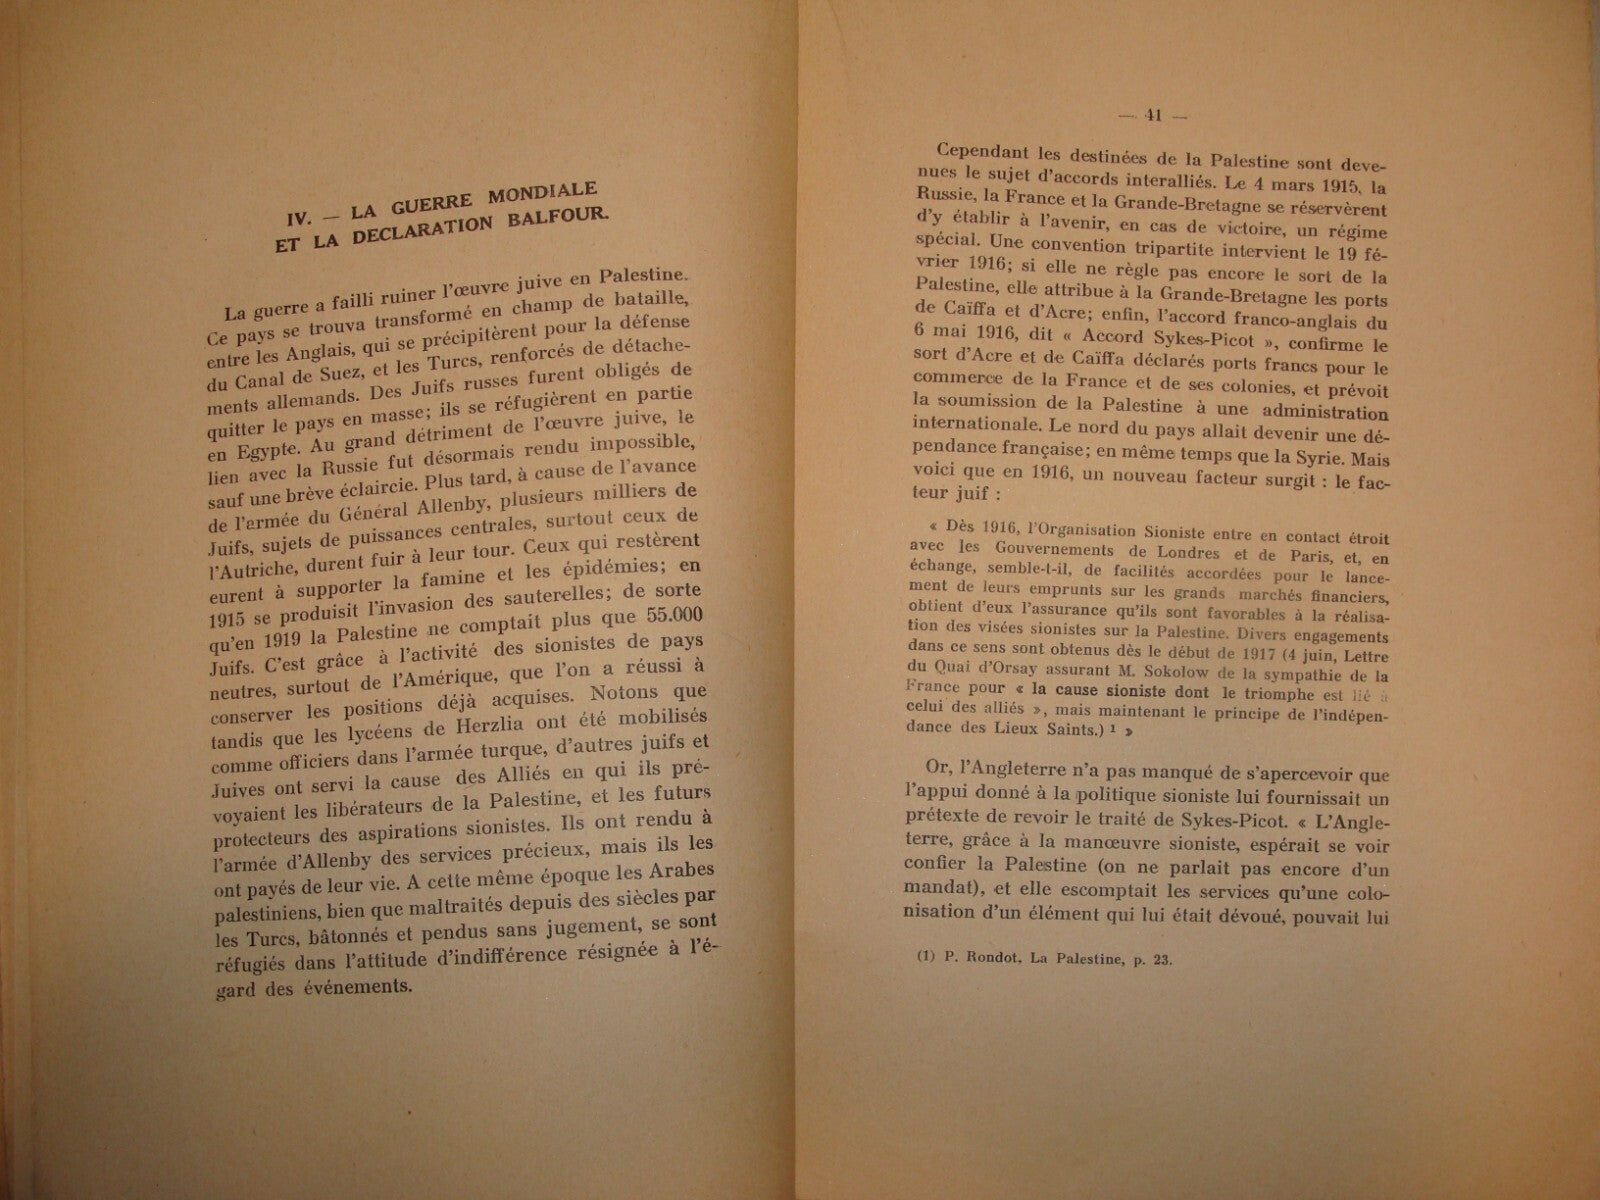 IV. — LA GUERRE MONDIALE
ET LA DECLARATION BALFOUR.
La guerre a failli ruiner l'œuvre juive en Palestine.
Ce pays se trouva transformé en champ de bataille,
entre les Anglais, qui se précipitèrent pour la défense
du Canal de Suez, et les Turcs, renforcés de détache-
ments allemands. Des Juifs russes furent obligés de
quitter le pays en masse; ils se réfugièrent en partie
en Egypte. Au grand détriment de l'œuvre juive, le
lien avec la Russie fut désormais rendu impossible,
sauf une brève éclaircie. Plus tard, à cause de l'avance
de l'armée du Général Allenby, plusieurs milliers de
Juifs, sujets de puissances centrales, surtout ceux de
l'Autriche, durent fuir à leur tour. Ceux qui restèrent
eurent à supporter la famine et les épidémies; en
1915 se produisit l'invasion des sauterelles; de sorte
qu'en 1919 la Palestine ne comptait plus que 55.000
Juifs. C'est grâce à l'activité des sionistes de pays
neutres, surtout de l'Amérique, que l'on a réussi à
conserver les positions déjà acquises. Notons que
tandis que les lycéens de Herzlia ont été mobilisés
comme officiers dans l'armée turque, d'autres juifs et
Juives ont servi la cause des Alliés en qui ils pré-
voyaient les libérateurs de la Palestine, et les futurs
protecteurs des aspirations sionistes. Ils ont rendu à
l'armée d'Allenby des services précieux, mais ils les
ont payés de leur vie. A cette même époque les Arabes
palestiniens, bien que maltraités depuis des siècles par
les Turcs, bâtonnés et pendus sans jugement, se sont
réfugiés dans l'attitude d'indifférence résignée à l'é-
gard des événements.
— 41 —
Cependant les destinées de la Palestine sont deve-
nues le sujet d'accords interalliés. Le 4 mars 1915, la
Russie, la France et la Grande-Bretagne se réservèrent
d'y établir à l'avenir, en cas de victoire, un régime
spécial. Une convention tripartite intervient le 19 fé-
vrier 1916; si elle ne règle pas encore le sort de la
Palestine, elle attribue à la Grande-Bretagne les ports
de Caïffa et d'Acre; enfin, l'accord franco-anglais du
6 mai 1916, dit « Accord Sykes-Picot », confirme le
sort d'Acre et de Caïffa déclarés ports francs pour le
commerce de la France et de ses colonies, et prévoit
la soumission de la Palestine à une administration
internationale. Le nord du pays allait devenir une dé-
pendance française; en même temps que la Syrie. Mais
voici que en 1916, un nouveau facteur surgit : le fac-
teur juif :
« Dès 1916, l'Organisation Sioniste entre en contact étroit
avec les Gouvernements de Londres et de Paris, et, en
échange, semble-t-il, de facilités accordées pour le lance-
ment de leurs emprunts sur les grands marchés financiers,
obtient d'eux l'assurance qu'ils sont favorables à la réalisa-
tion des visées sionistes sur la Palestine. Divers engagements
dans ce sens sont obtenus dès le début de 1917 (4 juin, Lettre
du Quai d'Orsay assurant M. Sokolow de la sympathie de la
France pour « la cause sioniste dont le triomphe est lié à
celui des alliés », mais maintenant le principe de l'indépen-
dance des Lieux Saints.) ¹ »
Or, l'Angleterre n'a pas manqué de s'apercevoir que
l'appui donné à la politique sioniste lui fournissait un
prétexte de revoir le traité de Sykes-Picot. « L'Angle-
terre, grâce à la manœuvre sioniste, espérait se voir
confier la Palestine (on ne parlait pas encore d'un
mandat), et elle escomptait les services qu'une colo-
nisation d'un élément qui lui était dévoué, pouvait lui
(1) P. Rondot. La Palestine, p. 23.